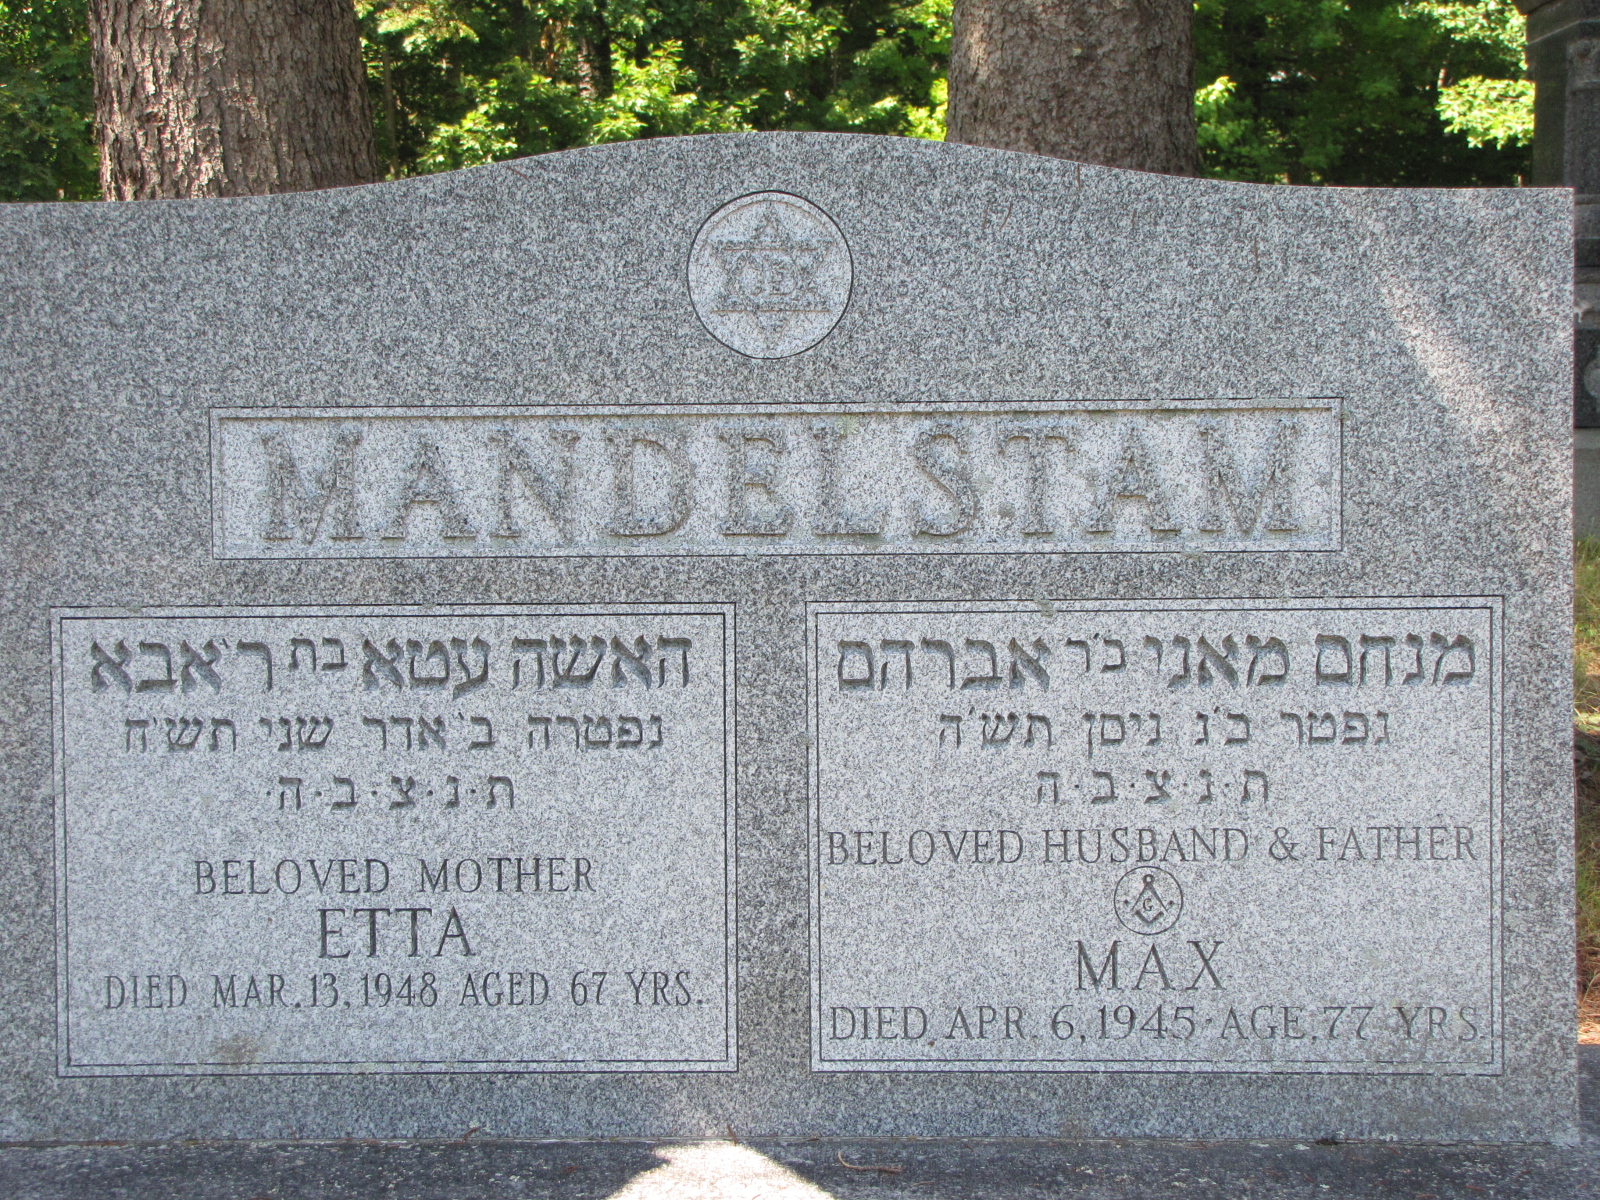 MANDELSTAM
האשה עטא בת ר' אבא
נפטרה ב' אדר שני תש'ח
ת·נ·צ·ב·ה·
BELOVED MOTHER
ETTA
DIED MAR. 13, 1948 AGED 67 YRS.
מנחם מאני ב'ר אברהם
נפטר כ'ג ניסן תש'ה
ת·נ·צ·ב·ה
BELOVED HUSBAND & FATHER
G
MAX
DIED APR. 6, 1945 · AGE 77 YRS.